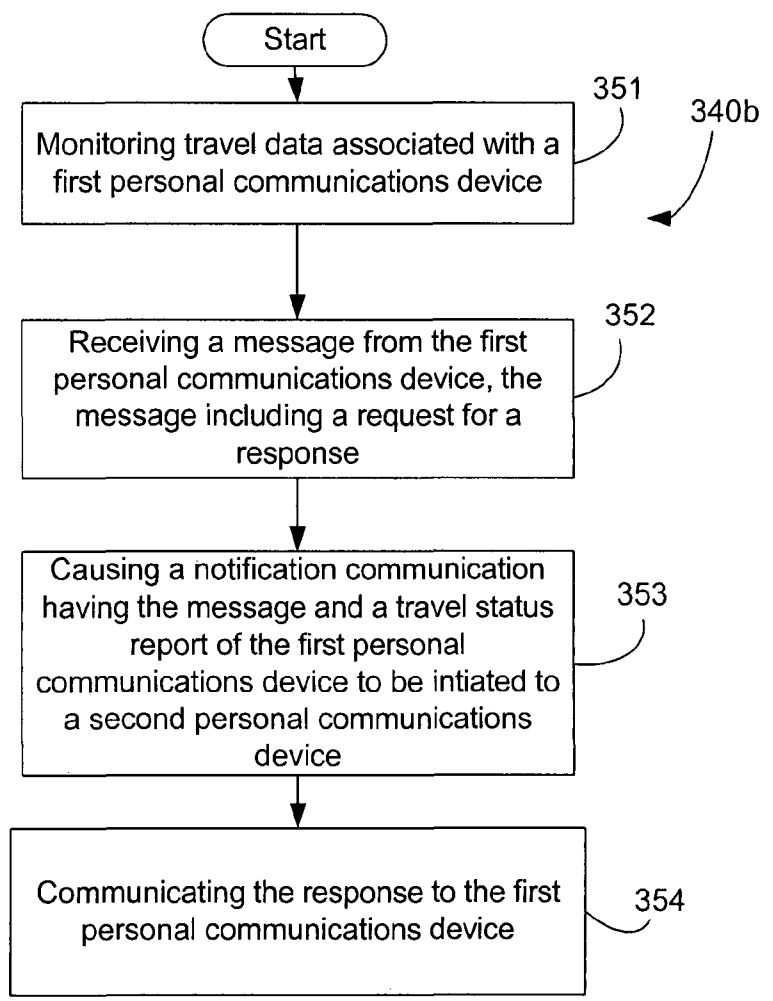 Start
351
340b
Monitoring travel data associated with a
first personal communications device
352
Receiving a message from the first
personal communications device, the
message including a request for a
response
353
Causing a notification communication
having the message and a travel status
report of the first personal
communications device to be intiated to
a second personal communications
device
354
Communicating the response to the first
personal communications device